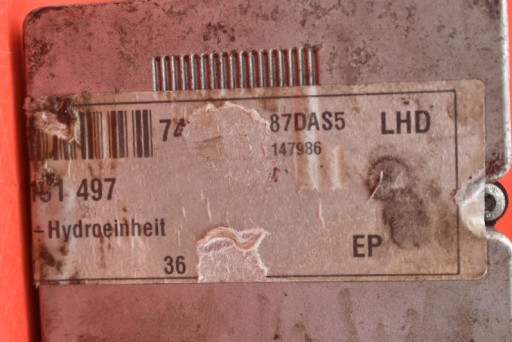 87DAS5 LHD
147986
497
-Hydroeinheit
36 EP